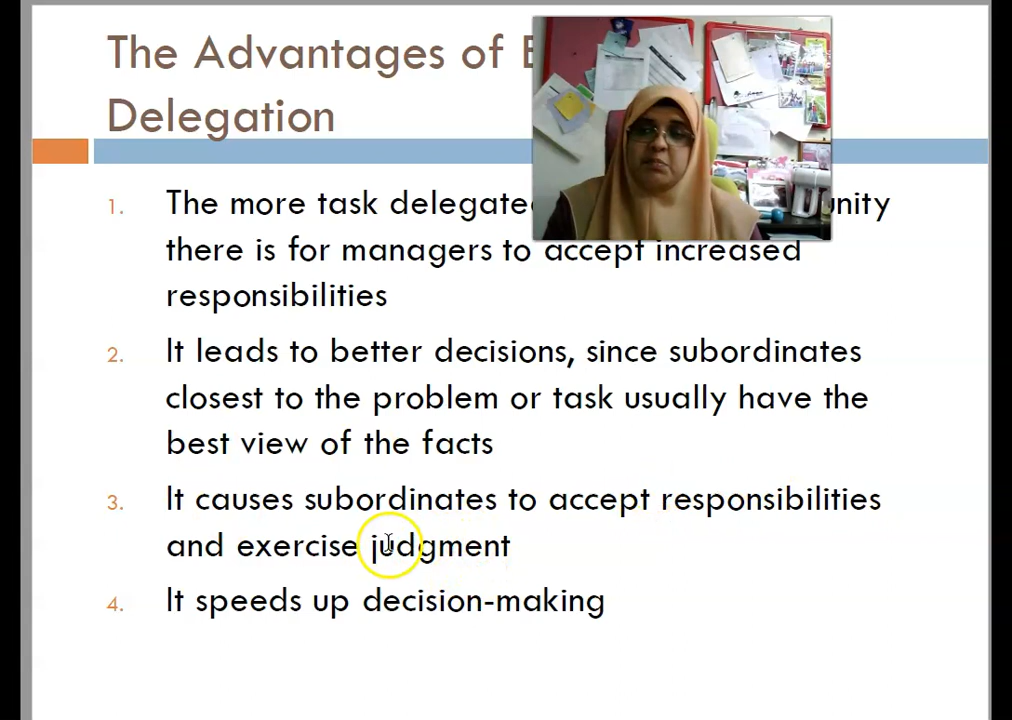 The Advantages of
Delegation
1. The more task delegated
there is for managers to accept increased
responsibilities
2. It leads to better decisions, since subordinates
closest to the problem or task usually have the
best view of the facts
3. It causes subordinates to accept responsibilities
and exercise judgment
4. It speeds up decision-making